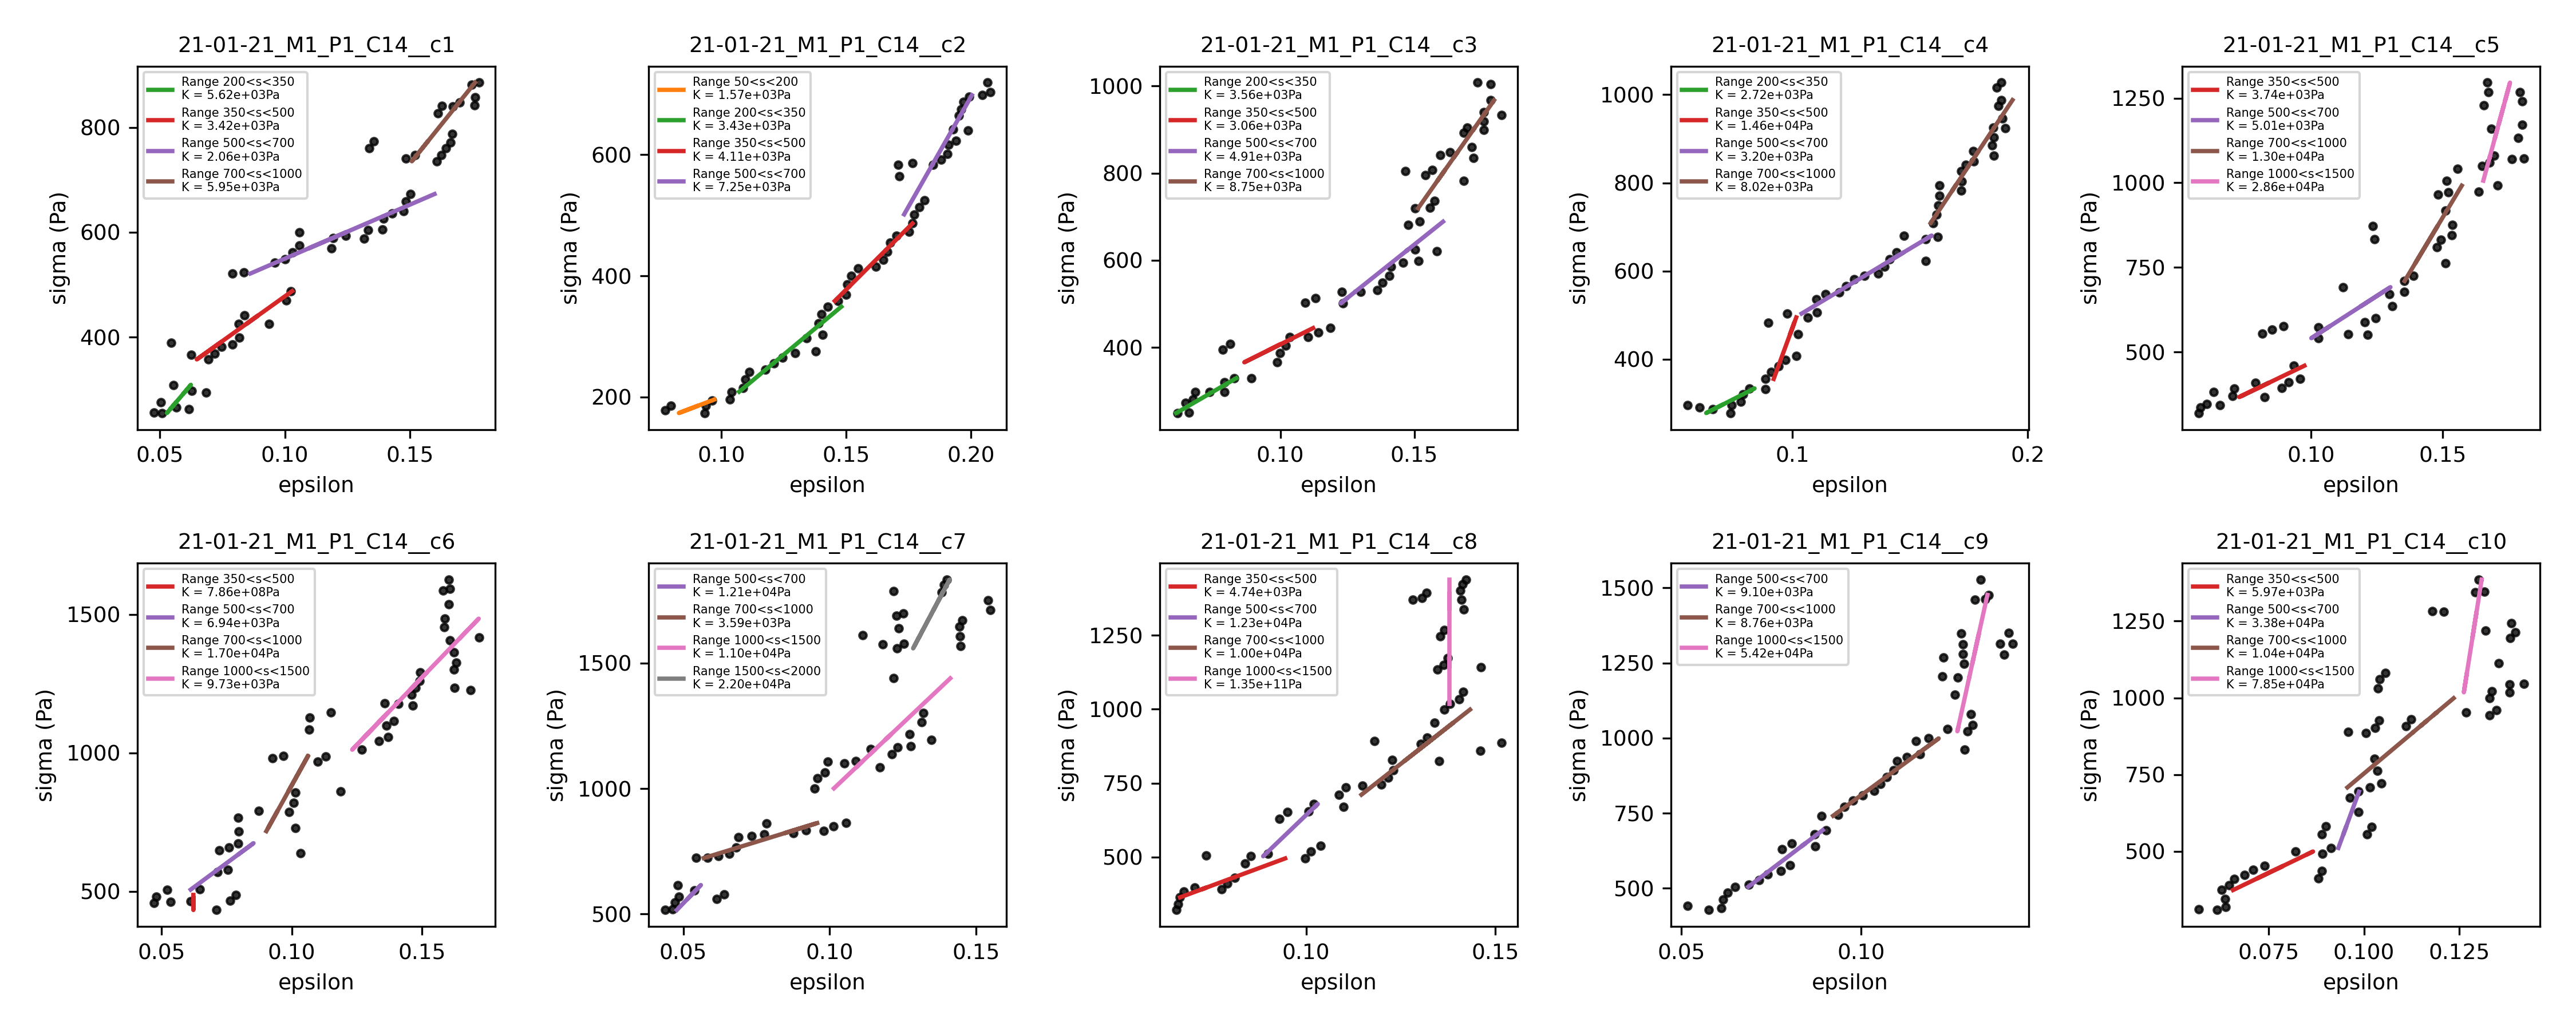 21-01-21_M1_P1_C14__c1
Range 200<s<350
K = 5.62e+03Pa
Range 350<s<500
K = 3.42e+03Pa
Range 500<s<700
K = 2.06e+03Pa
Range 700<s<1000
K = 5.95e+03Pa
sigma (Pa)
800
600
400
0.05
0.10
0.15
epsilon
21-01-21_M1_P1_C14__c2
Range 50<s<200
K = 1.57e+03Pa
Range 200<s<350
K = 3.43e+03Pa
Range 350<s<500
K = 4.11e+03Pa
Range 500<s<700
K = 7.25e+03Pa
sigma (Pa)
600
400
200
0.10
0.15
0.20
epsilon
21-01-21_M1_P1_C14__c3
Range 200<s<350
K = 3.56e+03Pa
Range 350<s<500
K = 3.06e+03Pa
Range 500<s<700
K = 4.91e+03Pa
Range 700<s<1000
K = 8.75e+03Pa
sigma (Pa)
1000
800
600
400
0.10
0.15
epsilon
21-01-21_M1_P1_C14__c4
Range 200<s<350
K = 2.72e+03Pa
Range 350<s<500
K = 1.46e+04Pa
Range 500<s<700
K = 3.20e+03Pa
Range 700<s<1000
K = 8.02e+03Pa
sigma (Pa)
1000
800
600
400
0.1
0.2
epsilon
21-01-21_M1_P1_C14__c5
Range 350<s<500
K = 3.74e+03Pa
Range 500<s<700
K = 5.01e+03Pa
Range 700<s<1000
K = 1.30e+04Pa
Range 1000<s<1500
K = 2.86e+04Pa
sigma (Pa)
1250
1000
750
500
0.10
0.15
epsilon
21-01-21_M1_P1_C14__c6
Range 350<s<500
K = 7.86e+08Pa
Range 500<s<700
K = 6.94e+03Pa
Range 700<s<1000
K = 1.70e+04Pa
Range 1000<s<1500
K = 9.73e+03Pa
sigma (Pa)
1500
1000
500
0.05
0.10
0.15
epsilon
21-01-21_M1_P1_C14__c7
Range 500<s<700
K = 1.21e+04Pa
Range 700<s<1000
K = 3.59e+03Pa
Range 1000<s<1500
K = 1.10e+04Pa
Range 1500<s<2000
K = 2.20e+04Pa
sigma (Pa)
1500
1000
500
0.05
0.10
0.15
epsilon
21-01-21_M1_P1_C14__c8
Range 350<s<500
K = 4.74e+03Pa
Range 500<s<700
K = 1.23e+04Pa
Range 700<s<1000
K = 1.00e+04Pa
Range 1000<s<1500
K = 1.35e+11Pa
sigma (Pa)
1250
1000
750
500
0.10
0.15
epsilon
21-01-21_M1_P1_C14__c9
Range 500<s<700
K = 9.10e+03Pa
Range 700<s<1000
K = 8.76e+03Pa
Range 1000<s<1500
K = 5.42e+04Pa
sigma (Pa)
1500
1250
1000
750
500
0.05
0.10
epsilon
21-01-21_M1_P1_C14__c10
Range 350<s<500
K = 5.97e+03Pa
Range 500<s<700
K = 3.38e+04Pa
Range 700<s<1000
K = 1.04e+04Pa
Range 1000<s<1500
K = 7.85e+04Pa
sigma (Pa)
1250
1000
750
500
0.075
0.100
0.125
epsilon